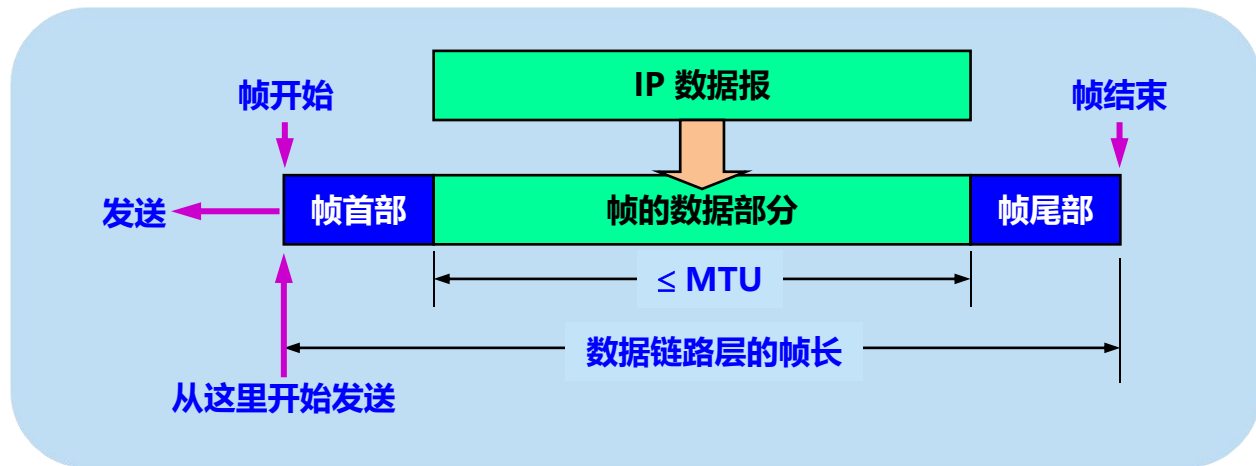 IP 数据报
帧开始
帧结束
发送
帧首部
帧的数据部分
帧尾部
≤ MTU
数据链路层的帧长
从这里开始发送